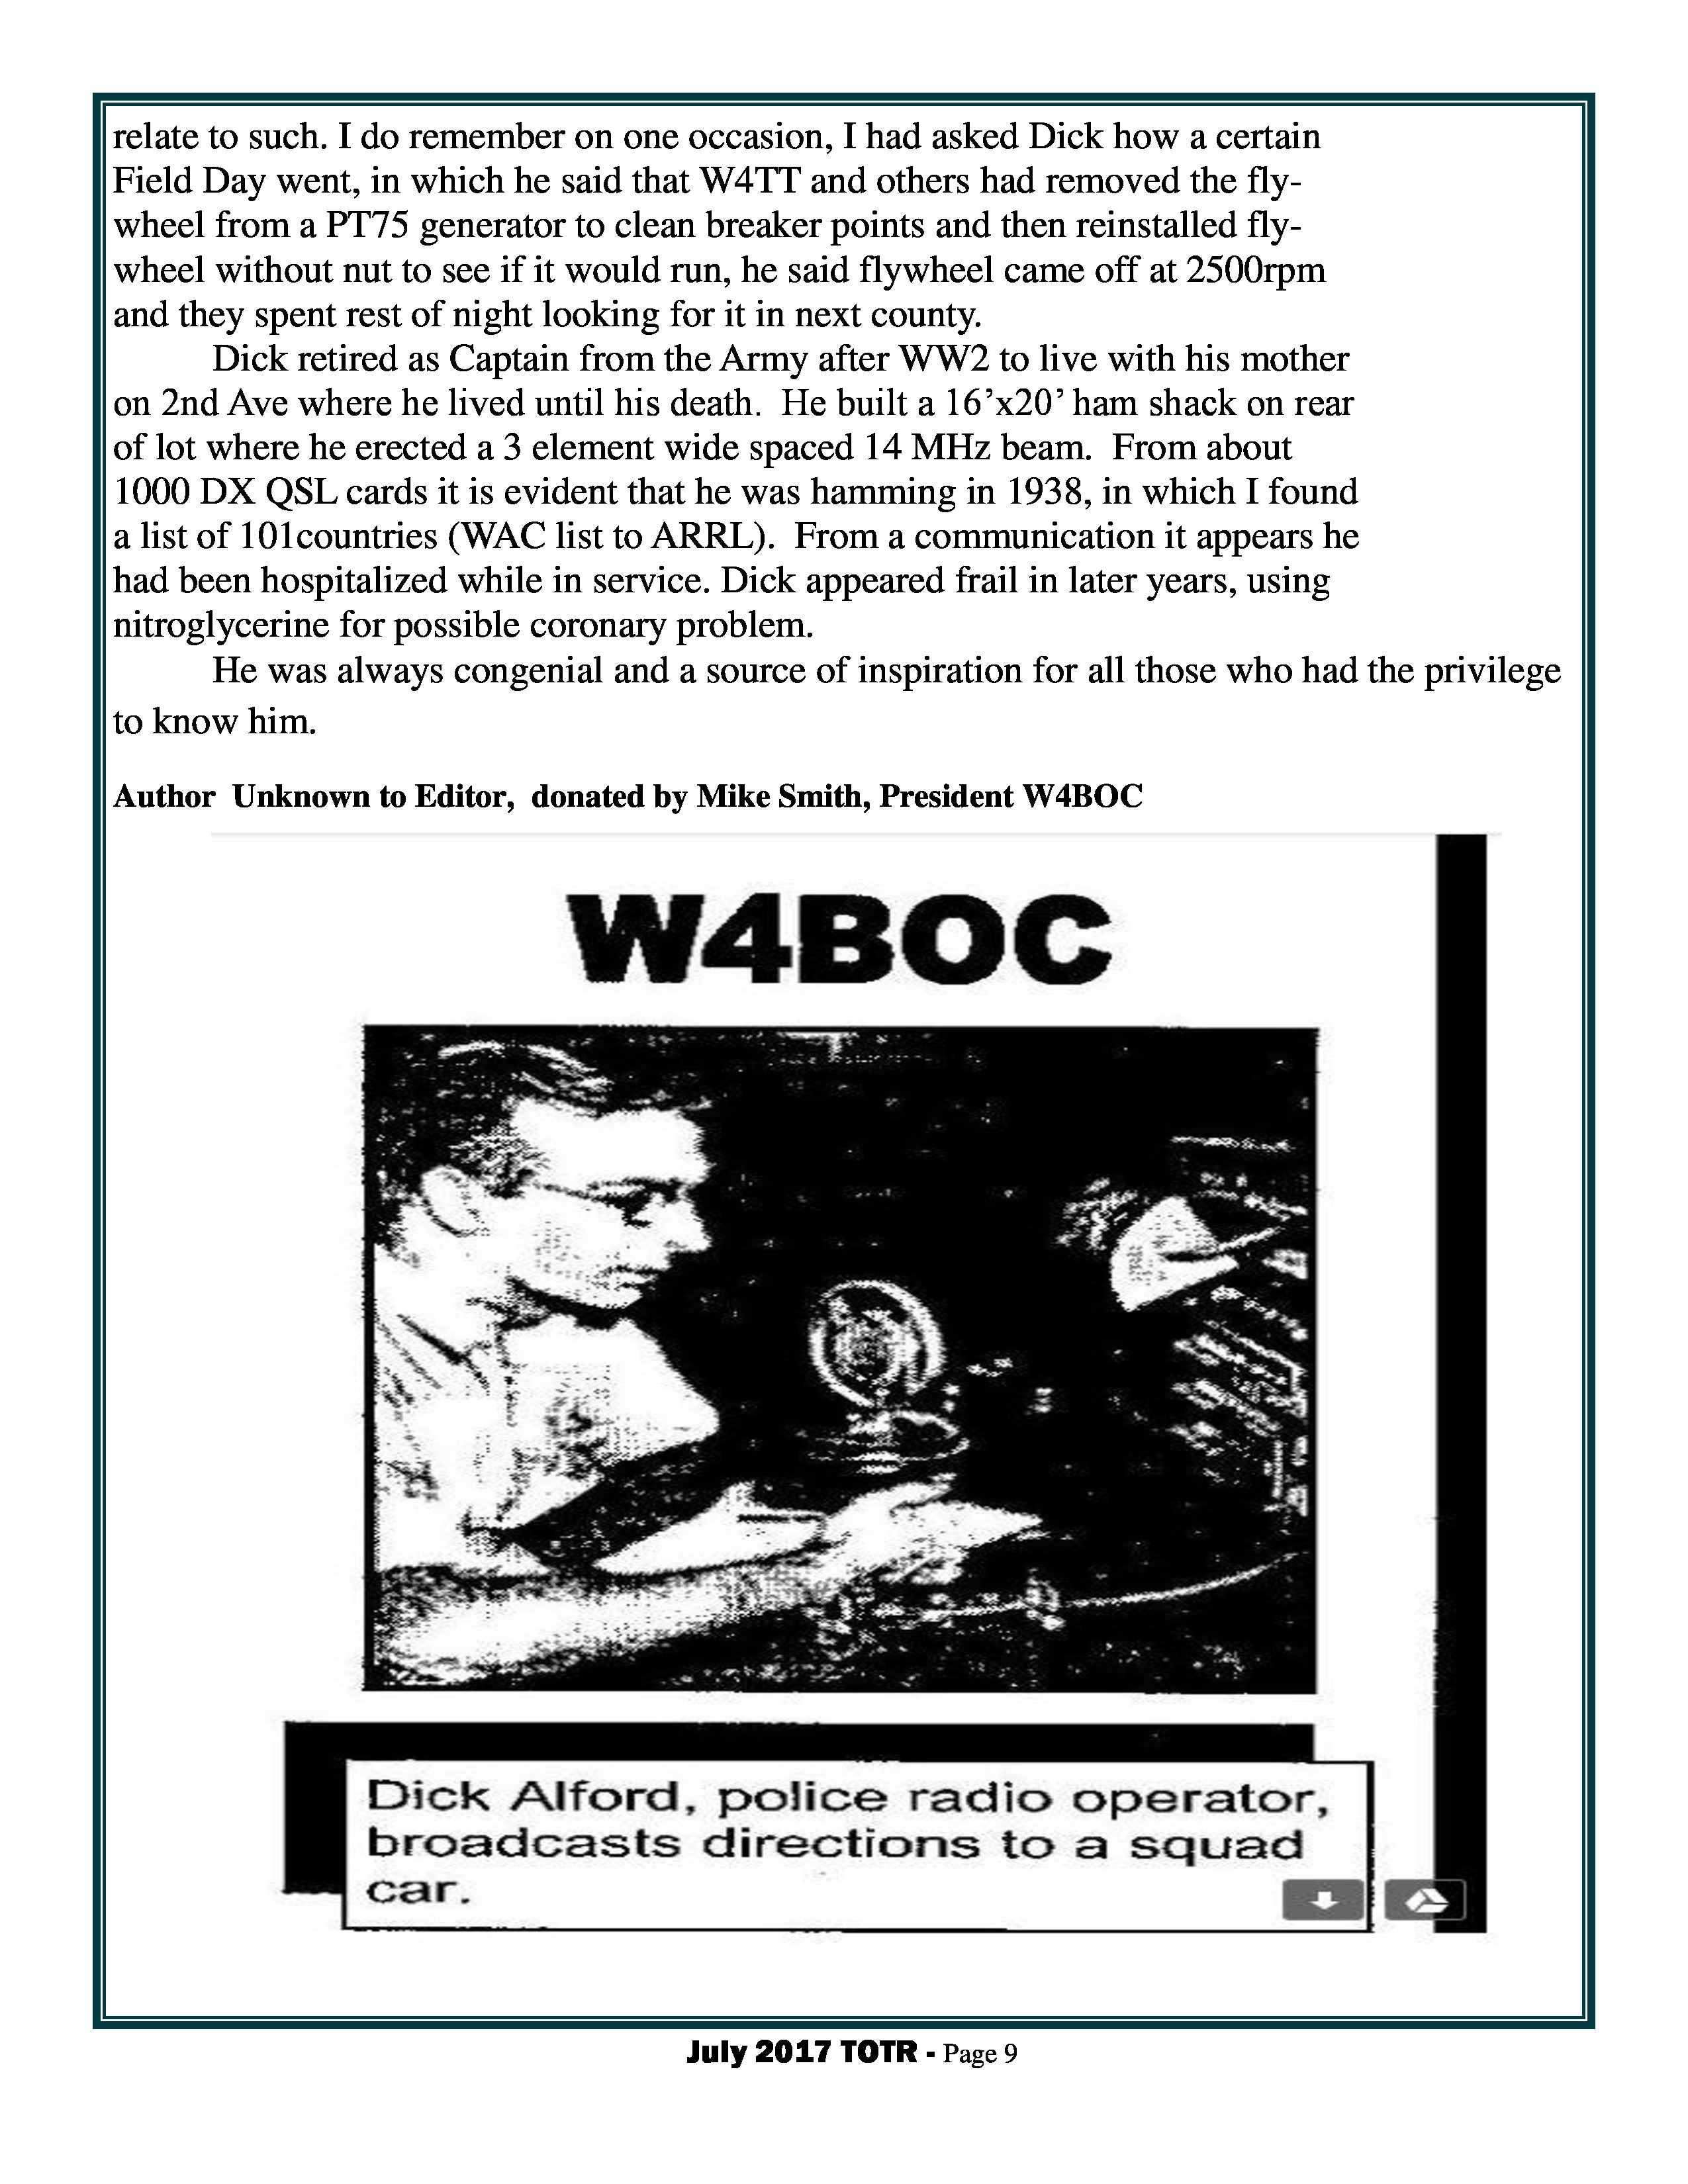 relate to such. I do remember on one occasion, I had asked Dick how a certain
Field Day went, in which he said that W4TT and others had removed the fly-
wheel from a PT75 generator to clean breaker points and then reinstalled fly-
wheel without nut to see if it would run, he said flywheel came off at 2500rpm
and they spent rest of night looking for it in next county.
Dick retired as Captain from the Army after WW2 to live with his mother
on 2nd Ave where he lived until his death.  He built a 16’x20’ ham shack on rear
of lot where he erected a 3 element wide spaced 14 MHz beam.  From about
1000 DX QSL cards it is evident that he was hamming in 1938, in which I found
a list of 101countries (WAC list to ARRL).  From a communication it appears he
had been hospitalized while in service. Dick appeared frail in later years, using
nitroglycerine for possible coronary problem.
He was always congenial and a source of inspiration for all those who had the privilege
to know him.
Author  Unknown to Editor,  donated by Mike Smith, President W4BOC
W4BOC
Dick Alford, police radio operator,
broadcasts directions to a squad
car.
July 2017 TOTR - Page 9